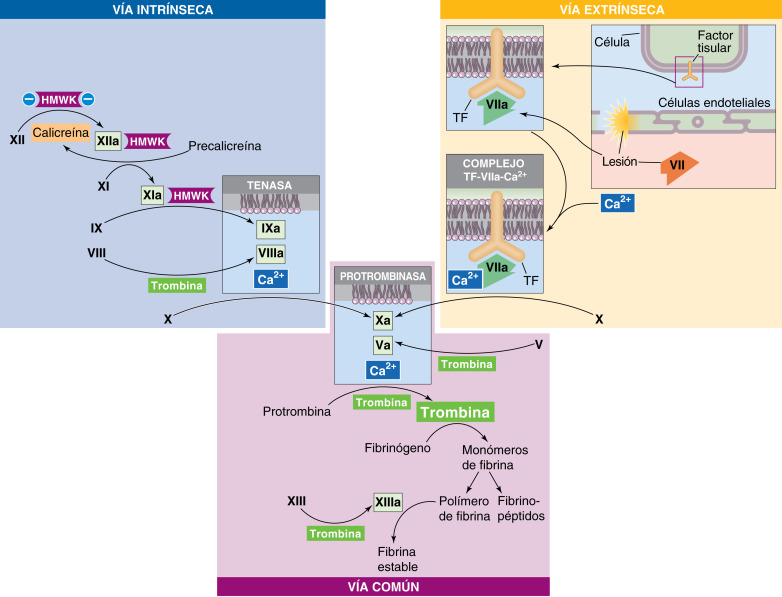 VÍA INTRÍNSECA
HMWK
XII
Calicreína
XIIa
HMWK
Precalicreína
XI
XIa
HMWK
TENASA
IX
IXa
VIII
VIIIa
Trombina
Ca2+
X
VÍA EXTRÍNSECA
Célula
Factor
tisular
TF
VIIa
Células endoteliales
Lesión
VII
COMPLEJO
TF-VIIa-Ca2+
Ca2+
Ca2+
VIIa
TF
X
PROTROMBINASA
Xa
Va
V
Ca2+
Trombina
Protrombina
Trombina
Trombina
Fibrinógeno
Monómeros
de fibrina
XIII
XIIIa
Trombina
Polímero
de fibrina
Fibrino-
péptidos
Fibrina
estable
VÍA COMÚN